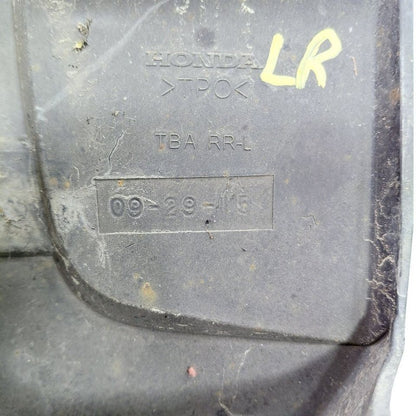 HONDA LR
>TPO<
TBA RR-L
09-29-15